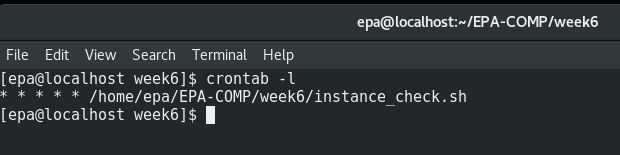 epa@localhost:~/EPA-COMP/week6
File Edit View Search Terminal Help
[epa@localhost week6]$ crontab -l
* * * * * /home/epa/EPA-COMP/week6/instance_check.sh
[epa@localhost week6]$